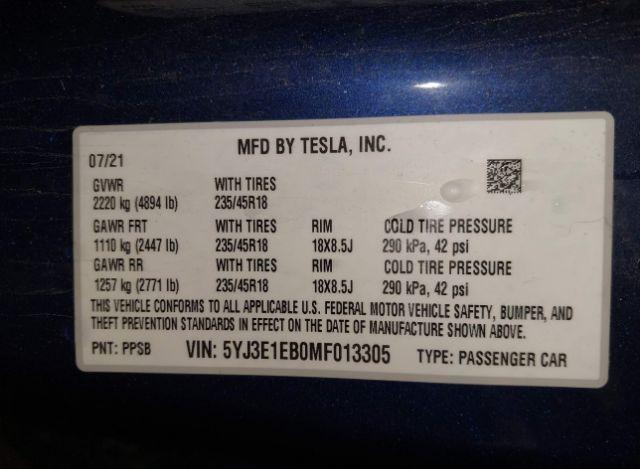 MFD BY TESLA, INC.
07/21
GVWR WITH TIRES
2220 kg (4894 lb) 235/45R18
GAWR FRT WITH TIRES RIM COLD TIRE PRESSURE
1110 kg (2447 lb) 235/45R18 18X8.5J 290 kPa, 42 psi
GAWR RR WITH TIRES RIM COLD TIRE PRESSURE
1257 kg (2771 lb) 235/45R18 18X8.5J 290 kPa, 42 psi
THIS VEHICLE CONFORMS TO ALL APPLICABLE U.S. FEDERAL MOTOR VEHICLE SAFETY, BUMPER, AND
THEFT PREVENTION STANDARDS IN EFFECT ON THE DATE OF MANUFACTURE SHOWN ABOVE.
PNT: PPSB VIN: 5YJ3E1EB0MF013305 TYPE: PASSENGER CAR